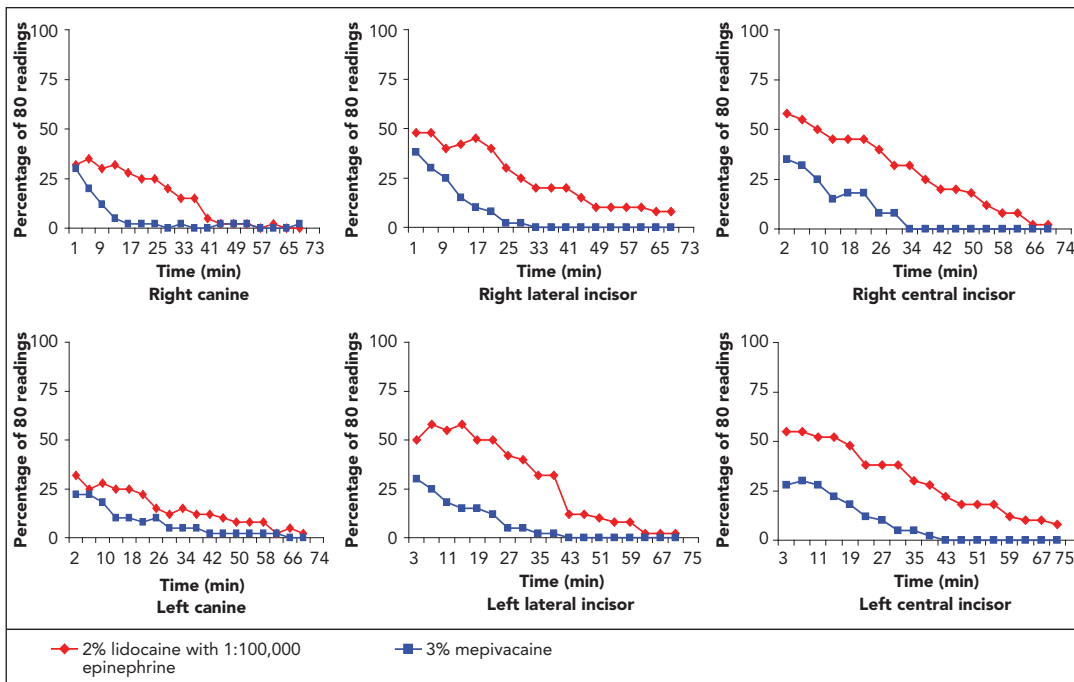 Percentage of 80 readings
100
75
50
25
0
1 9 17 25 33 41 49 57 65 73
Time (min)
Right canine
Percentage of 80 readings
100
75
50
25
0
1 9 17 25 33 41 49 57 65 73
Time (min)
Right lateral incisor
Percentage of 80 readings
100
75
50
25
0
2 10 18 26 34 42 50 58 66 74
Time (min)
Right central incisor
Percentage of 80 readings
100
75
50
25
0
2 10 18 26 34 42 50 58 66 74
Time (min)
Left canine
Percentage of 80 readings
100
75
50
25
0
3 11 19 27 35 43 51 59 67 75
Time (min)
Left lateral incisor
Percentage of 80 readings
100
75
50
25
0
3 11 19 27 35 43 51 59 67 75
Time (min)
Left central incisor
2% lidocaine with 1:100,000
epinephrine
3% mepivacaine